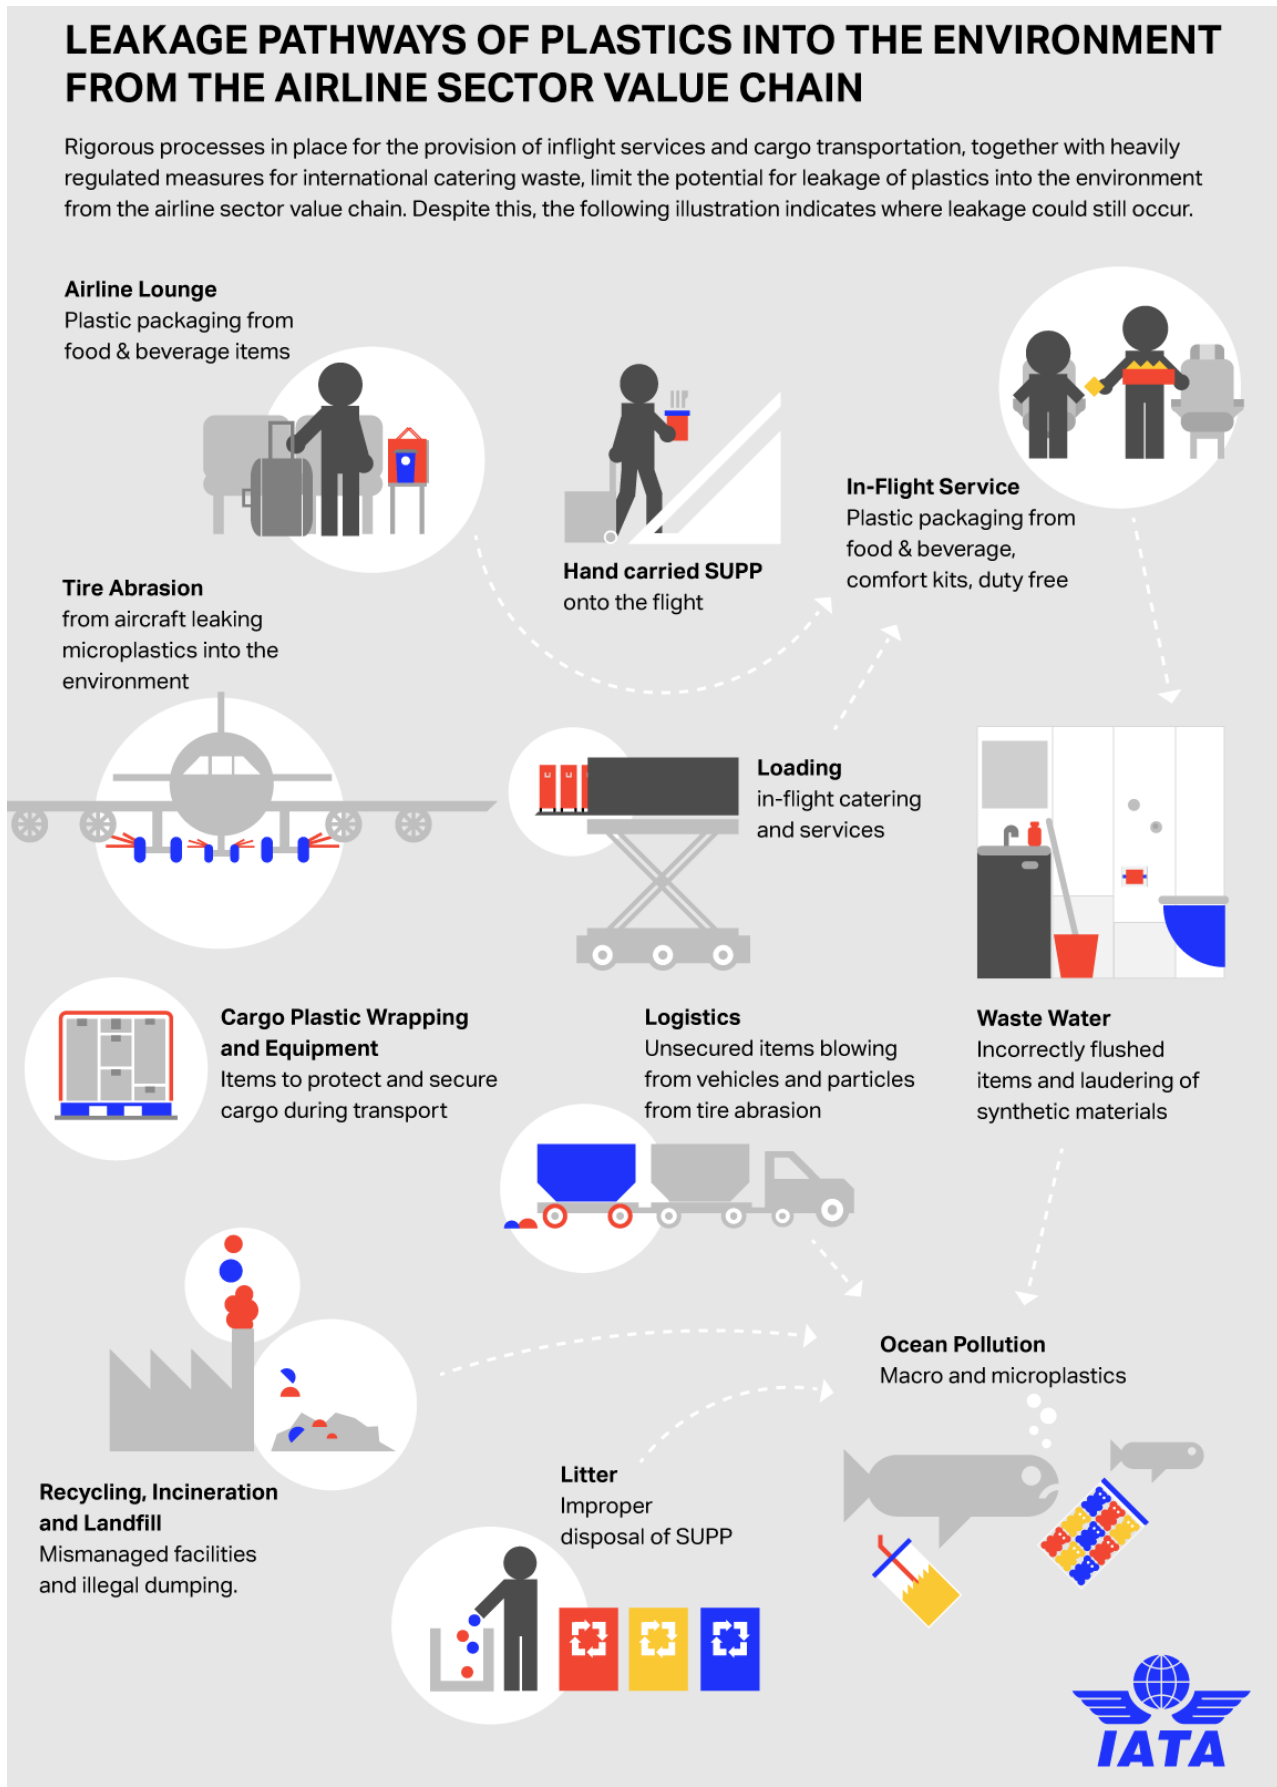 LEAKAGE PATHWAYS OF PLASTICS INTO THE ENVIRONMENT
FROM THE AIRLINE SECTOR VALUE CHAIN
Rigorous processes in place for the provision of inflight services and cargo transportation, together with heavily
regulated measures for international catering waste, limit the potential for leakage of plastics into the environment
from the airline sector value chain. Despite this, the following illustration indicates where leakage could still occur.
Airline Lounge
Plastic packaging from
food & beverage items
Hand carried SUPP
onto the flight
In-Flight Service
Plastic packaging from
food & beverage,
comfort kits, duty free
Tire Abrasion
from aircraft leaking
microplastics into the
environment
Loading
in-flight catering
and services
Cargo Plastic Wrapping
and Equipment
Items to protect and secure
cargo during transport
Logistics
Unsecured items blowing
from vehicles and particles
from tire abrasion
Waste Water
Incorrectly flushed
items and laudering of
synthetic materials
Ocean Pollution
Macro and microplastics
Recycling, Incineration
and Landfill
Mismanaged facilities
and illegal dumping.
Litter
Improper
disposal of SUPP
IATA